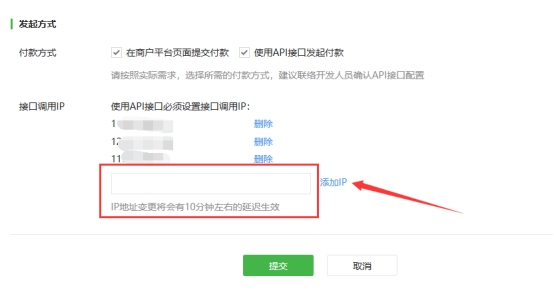 发起方式
付款方式 在商户平台页面提交付款 使用API接口发起付款
请按照实际需求，选择所需的付款方式，建议联络开发人员确认API接口配置
接口调用IP 使用API接口必须设置接口调用IP：
1 删除
12 删除
11 删除
添加IP
IP地址变更将会有10分钟左右的延迟生效
提交 取消